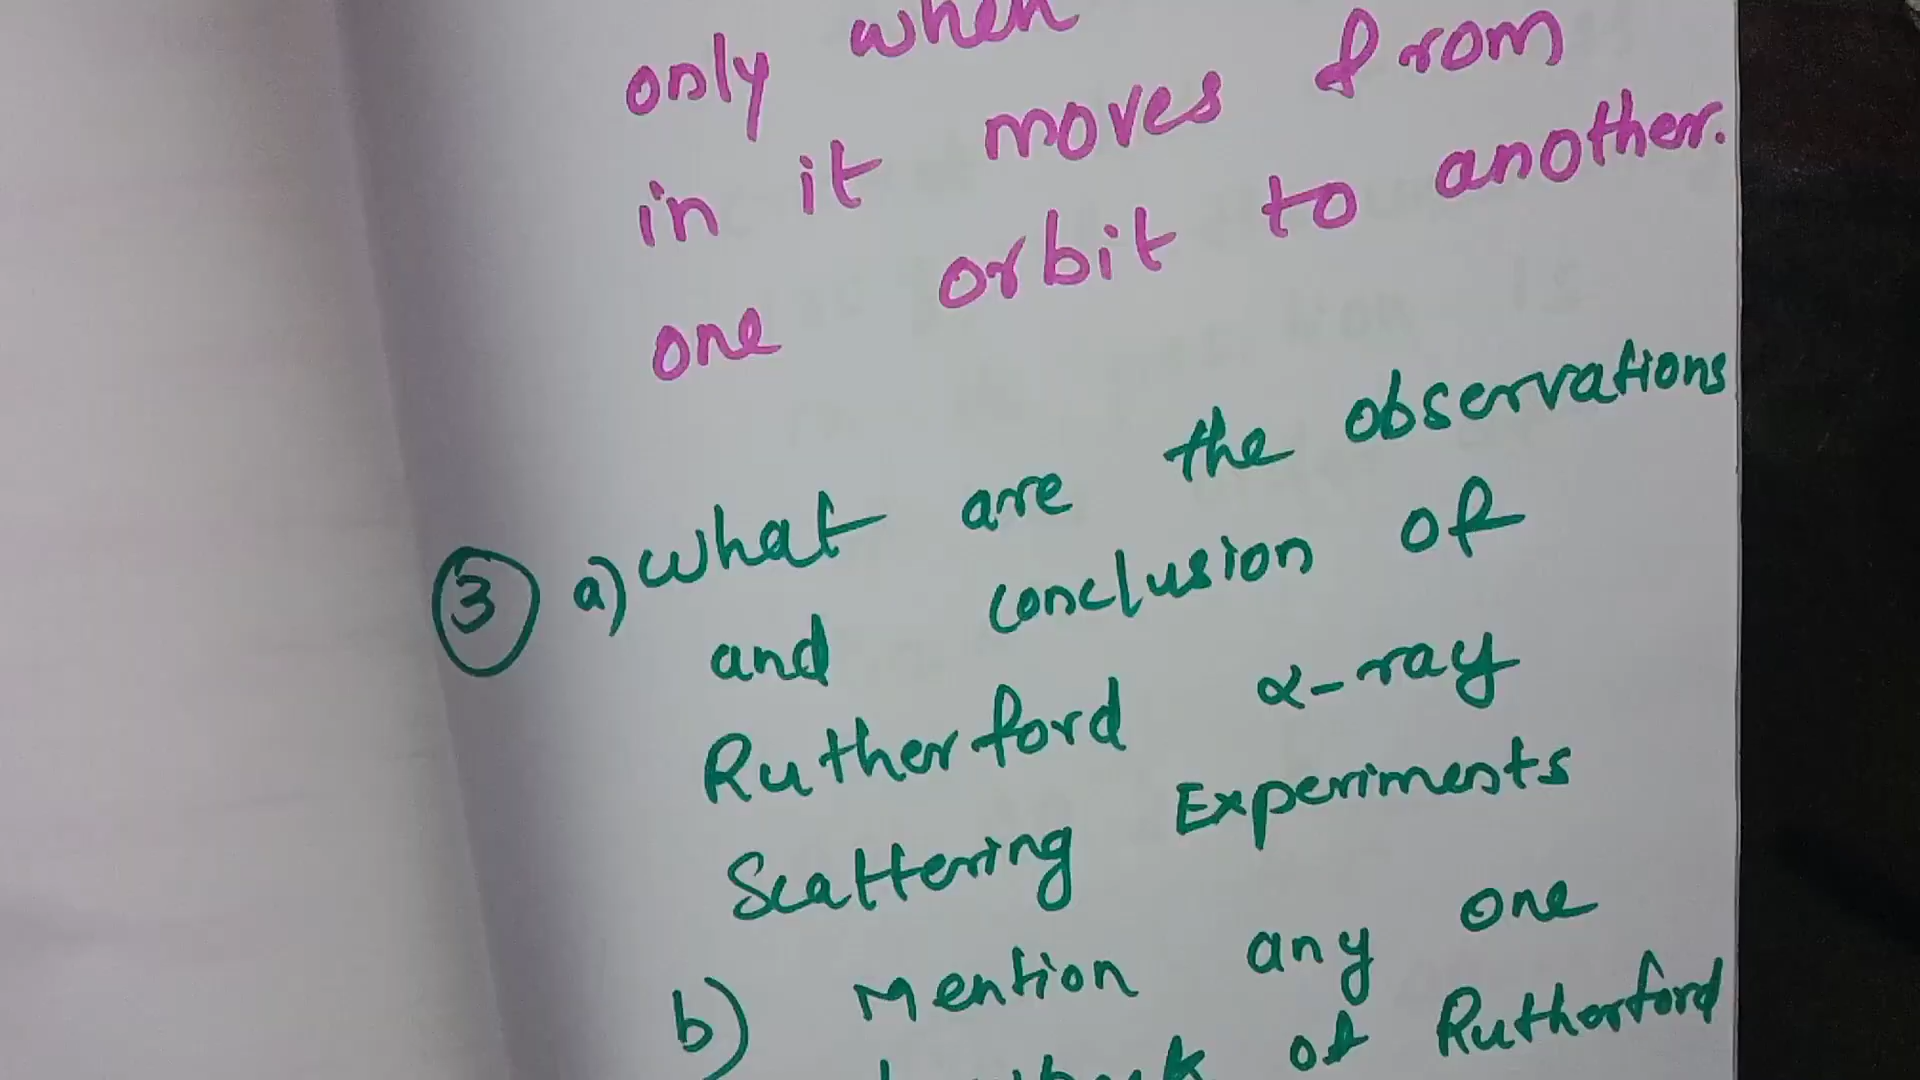 only when
in it moves from
one orbit to another.
③ a) What are the observations
and conclusion of
Rutherford α-ray
Scattering Experiments
b) Mention any one
of Rutherford